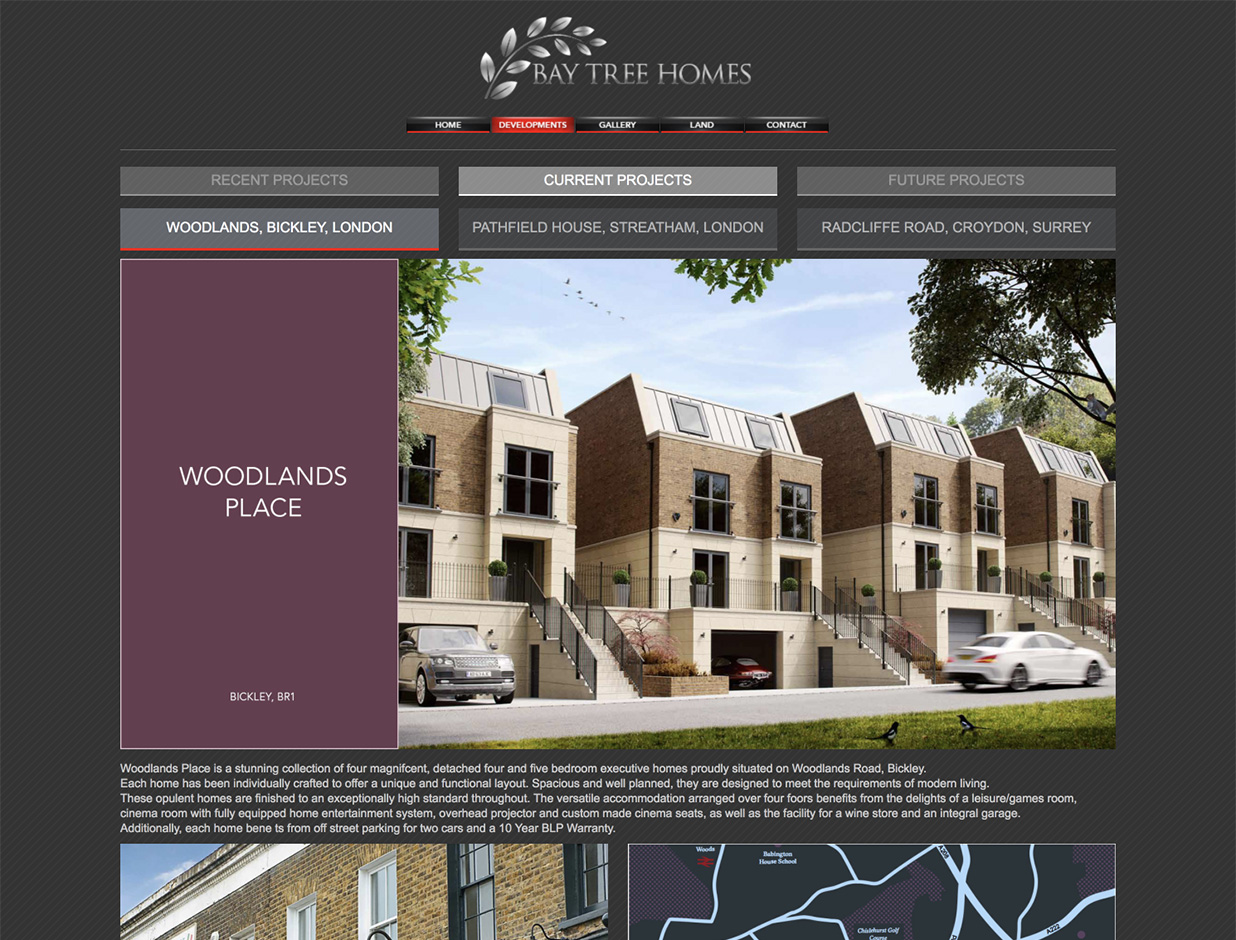 BAY TREE HOMES
HOME DEVELOPMENTS GALLERY LAND CONTACT
RECENT PROJECTS CURRENT PROJECTS FUTURE PROJECTS
WOODLANDS, BICKLEY, LONDON PATHFIELD HOUSE, STREATHAM, LONDON RADCLIFFE ROAD, CROYDON, SURREY
WOODLANDS
PLACE
BICKLEY, BR1
Woodlands Place is a stunning collection of four magnifcent, detached four and five bedroom executive homes proudly situated on Woodlands Road, Bickley.
Each home has been individually crafted to offer a unique and functional layout. Spacious and well planned, they are designed to meet the requirements of modern living.
These opulent homes are finished to an exceptionally high standard throughout. The versatile accommodation arranged over four foors benefits from the delights of a leisure/games room,
cinema room with fully equipped home entertainment system, overhead projector and custom made cinema seats, as well as the facility for a wine store and an integral garage.
Additionally, each home bene ts from off street parking for two cars and a 10 Year BLP Warranty.
Woods
Babington
House School
A208
Chislehurst Golf
Course
A222